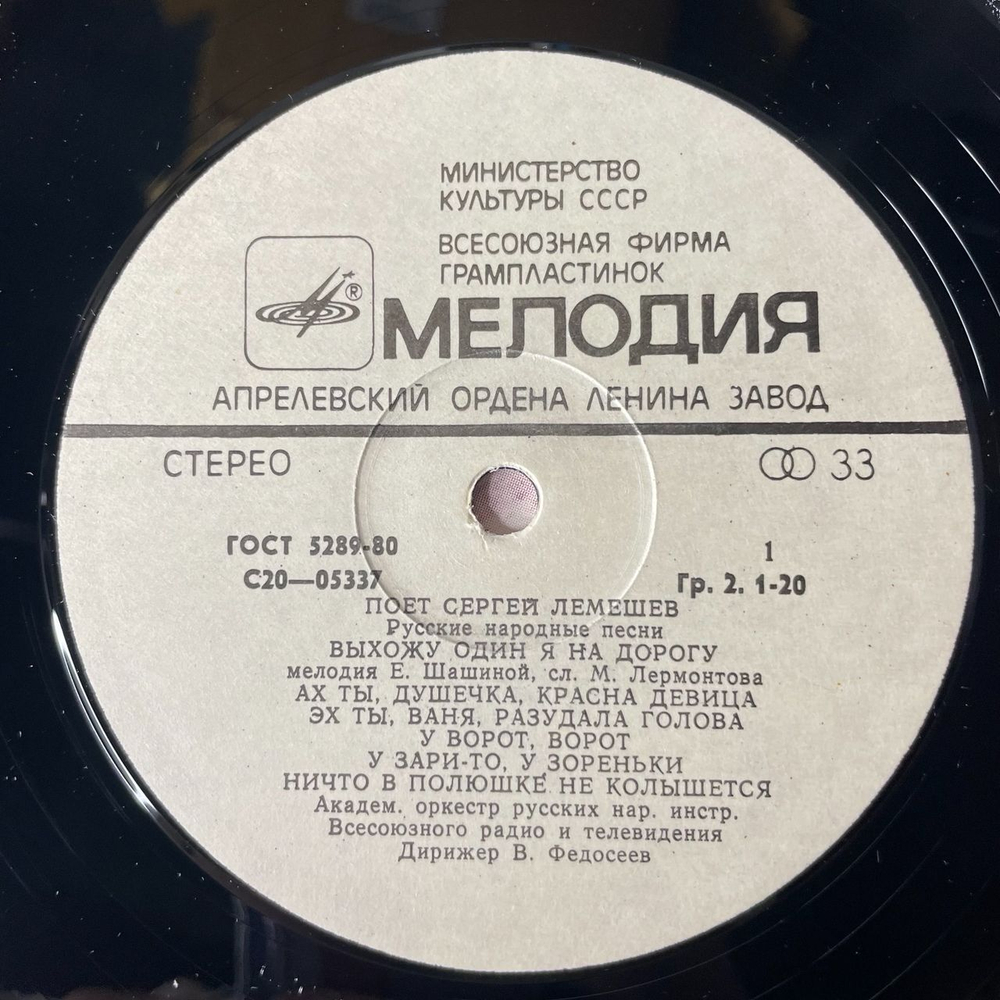 МИНИСТЕРСТВО
КУЛЬТУРЫ СССР
ВСЕСОЮЗНАЯ ФИРМА
ГРАМПЛАСТИНОК
®
МЕЛОДИЯ
АПРЕЛЕВСКИЙ ОРДЕНА ЛЕНИНА ЗАВОД
СТЕРЕО
33
ГОСТ 5289-80
1
С20—05337
Гр. 2. 1-20
ПОЕТ СЕРГЕЙ ЛЕМЕШЕВ
Русские народные песни
ВЫХОЖУ ОДИН Я НА ДОРОГУ
мелодия Е. Шашиной, сл. М. Лермонтова
АХ ТЫ, ДУШЕЧКА, КРАСНА ДЕВИЦА
ЭХ ТЫ, ВАНЯ, РАЗУДАЛА ГОЛОВА
У ВОРОТ, ВОРОТ
У ЗАРИ-ТО, У ЗОРЕНЬКИ
НИЧТО В ПОЛЮШКЕ НЕ КОЛЫШЕТСЯ
Академ. оркестр русских нар. инстр.
Всесоюзного радио и телевидения
Дирижер В. Федосеев